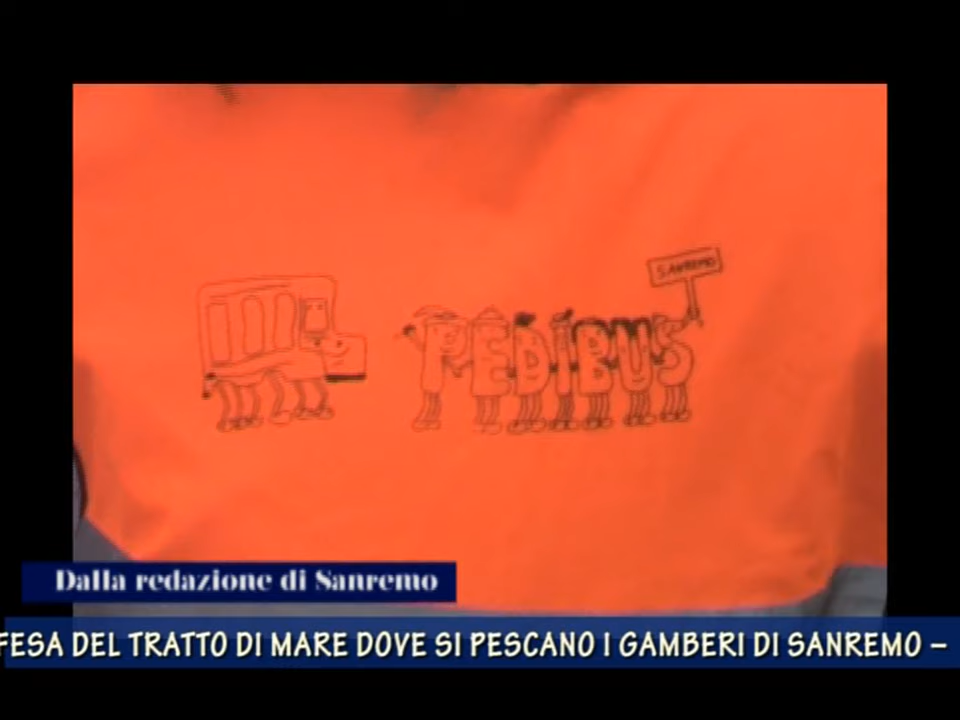 SANREMO
PEDIBUS
Dalla redazione di Sanremo
FESA DEL TRATTO DI MARE DOVE SI PESCANO I GAMBERI DI SANREMO –